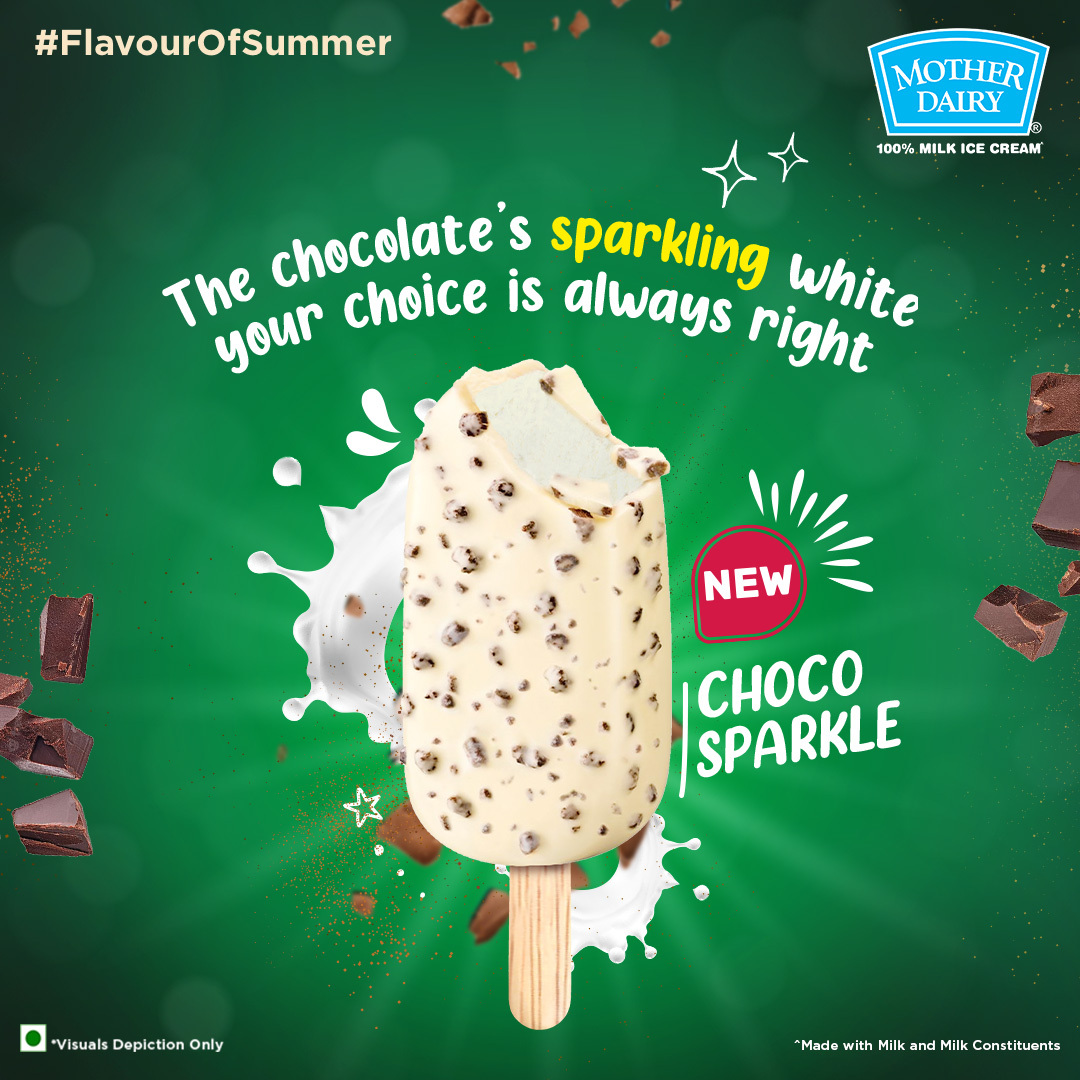 #FlavourOfSummer
MOTHER
DAIRY
®
100% MILK ICE CREAM^
The chocolate's sparkling white
your choice is always right
NEW
CHOCO
SPARKLE
*Visuals Depiction Only
^Made with Milk and Milk Constituents